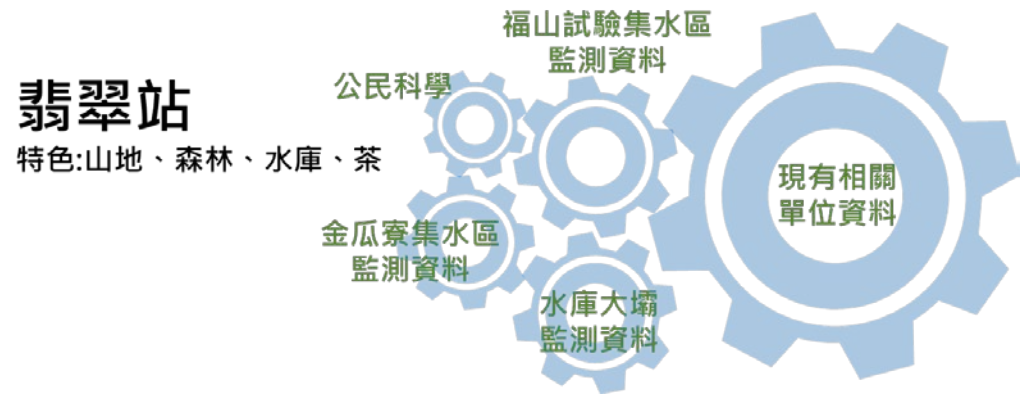 翡翠站
特色:山地、森林、水庫、茶
福山試驗集水區
監測資料
公民科學
現有相關
單位資料
金瓜寮集水區
監測資料
水庫大壩
監測資料